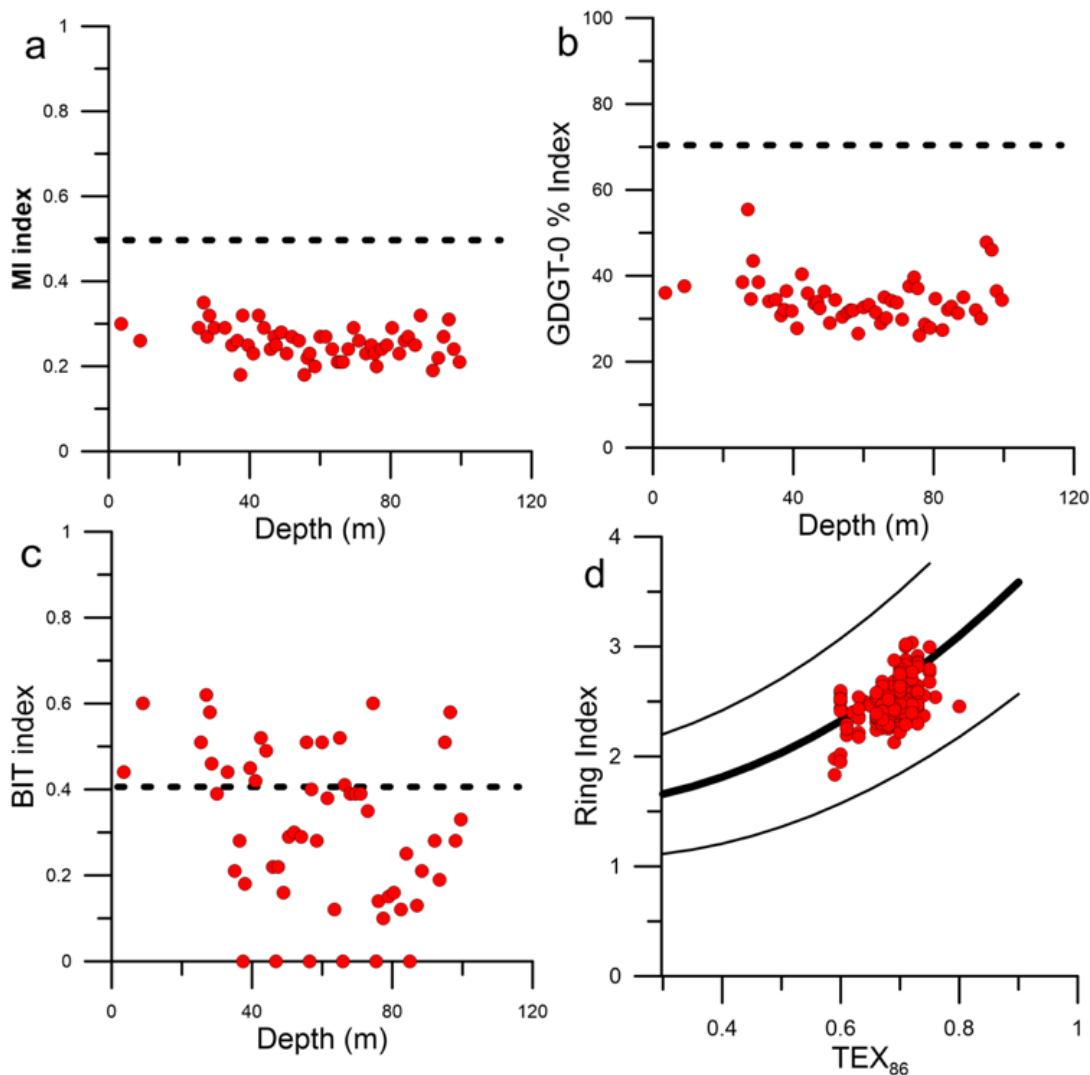 a
1
0.8
0.6
0.4
0.2
0
MI index
0 40 80 120
Depth (m)
b
100
80
60
40
20
0
GDGT-0 % Index
0 40 80 120
Depth (m)
c
1
0.8
0.6
0.4
0.2
0
BIT index
0 40 80 120
Depth (m)
d
4
3
2
1
0
Ring Index
0.4 0.6 0.8 1
TEX86